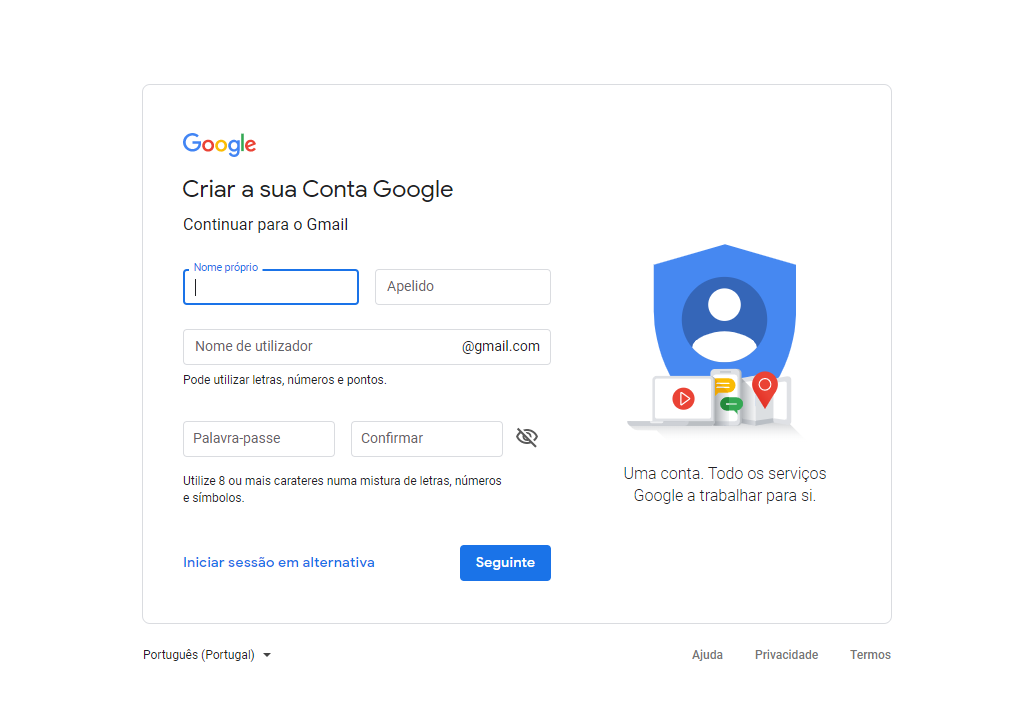 Google
Criar a sua Conta Google
Continuar para o Gmail
Nome próprio
Apelido
Nome de utilizador @gmail.com
Pode utilizar letras, números e pontos.
Palavra-passe Confirmar
Utilize 8 ou mais carateres numa mistura de letras, números
e símbolos.
Iniciar sessão em alternativa Seguinte
Uma conta. Todo os serviços
Google a trabalhar para si.
Português (Portugal) Ajuda Privacidade Termos